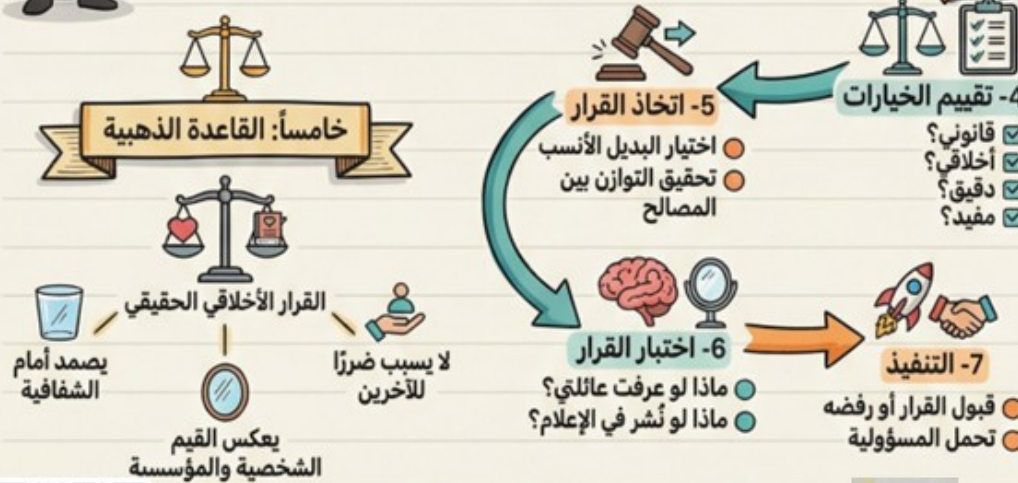 4- تقييم الخيارات
قانوني؟
أخلاقي؟
دقيق؟
مفيد؟
5- اتخاذ القرار
اختيار البديل الأنسب
تحقيق التوازن بين
المصالح
6- اختبار القرار
ماذا لو عرفت عائلتي؟
ماذا لو نُشر في الإعلام؟
7- التنفيذ
قبول القرار أو رفضه
تحمل المسؤولية
خامساً: القاعدة الذهبية
القرار الأخلاقي الحقيقي
لا يسبب ضررًا
للآخرين
يعكس القيم
الشخصية والمؤسسية
يصمد أمام
الشفافية